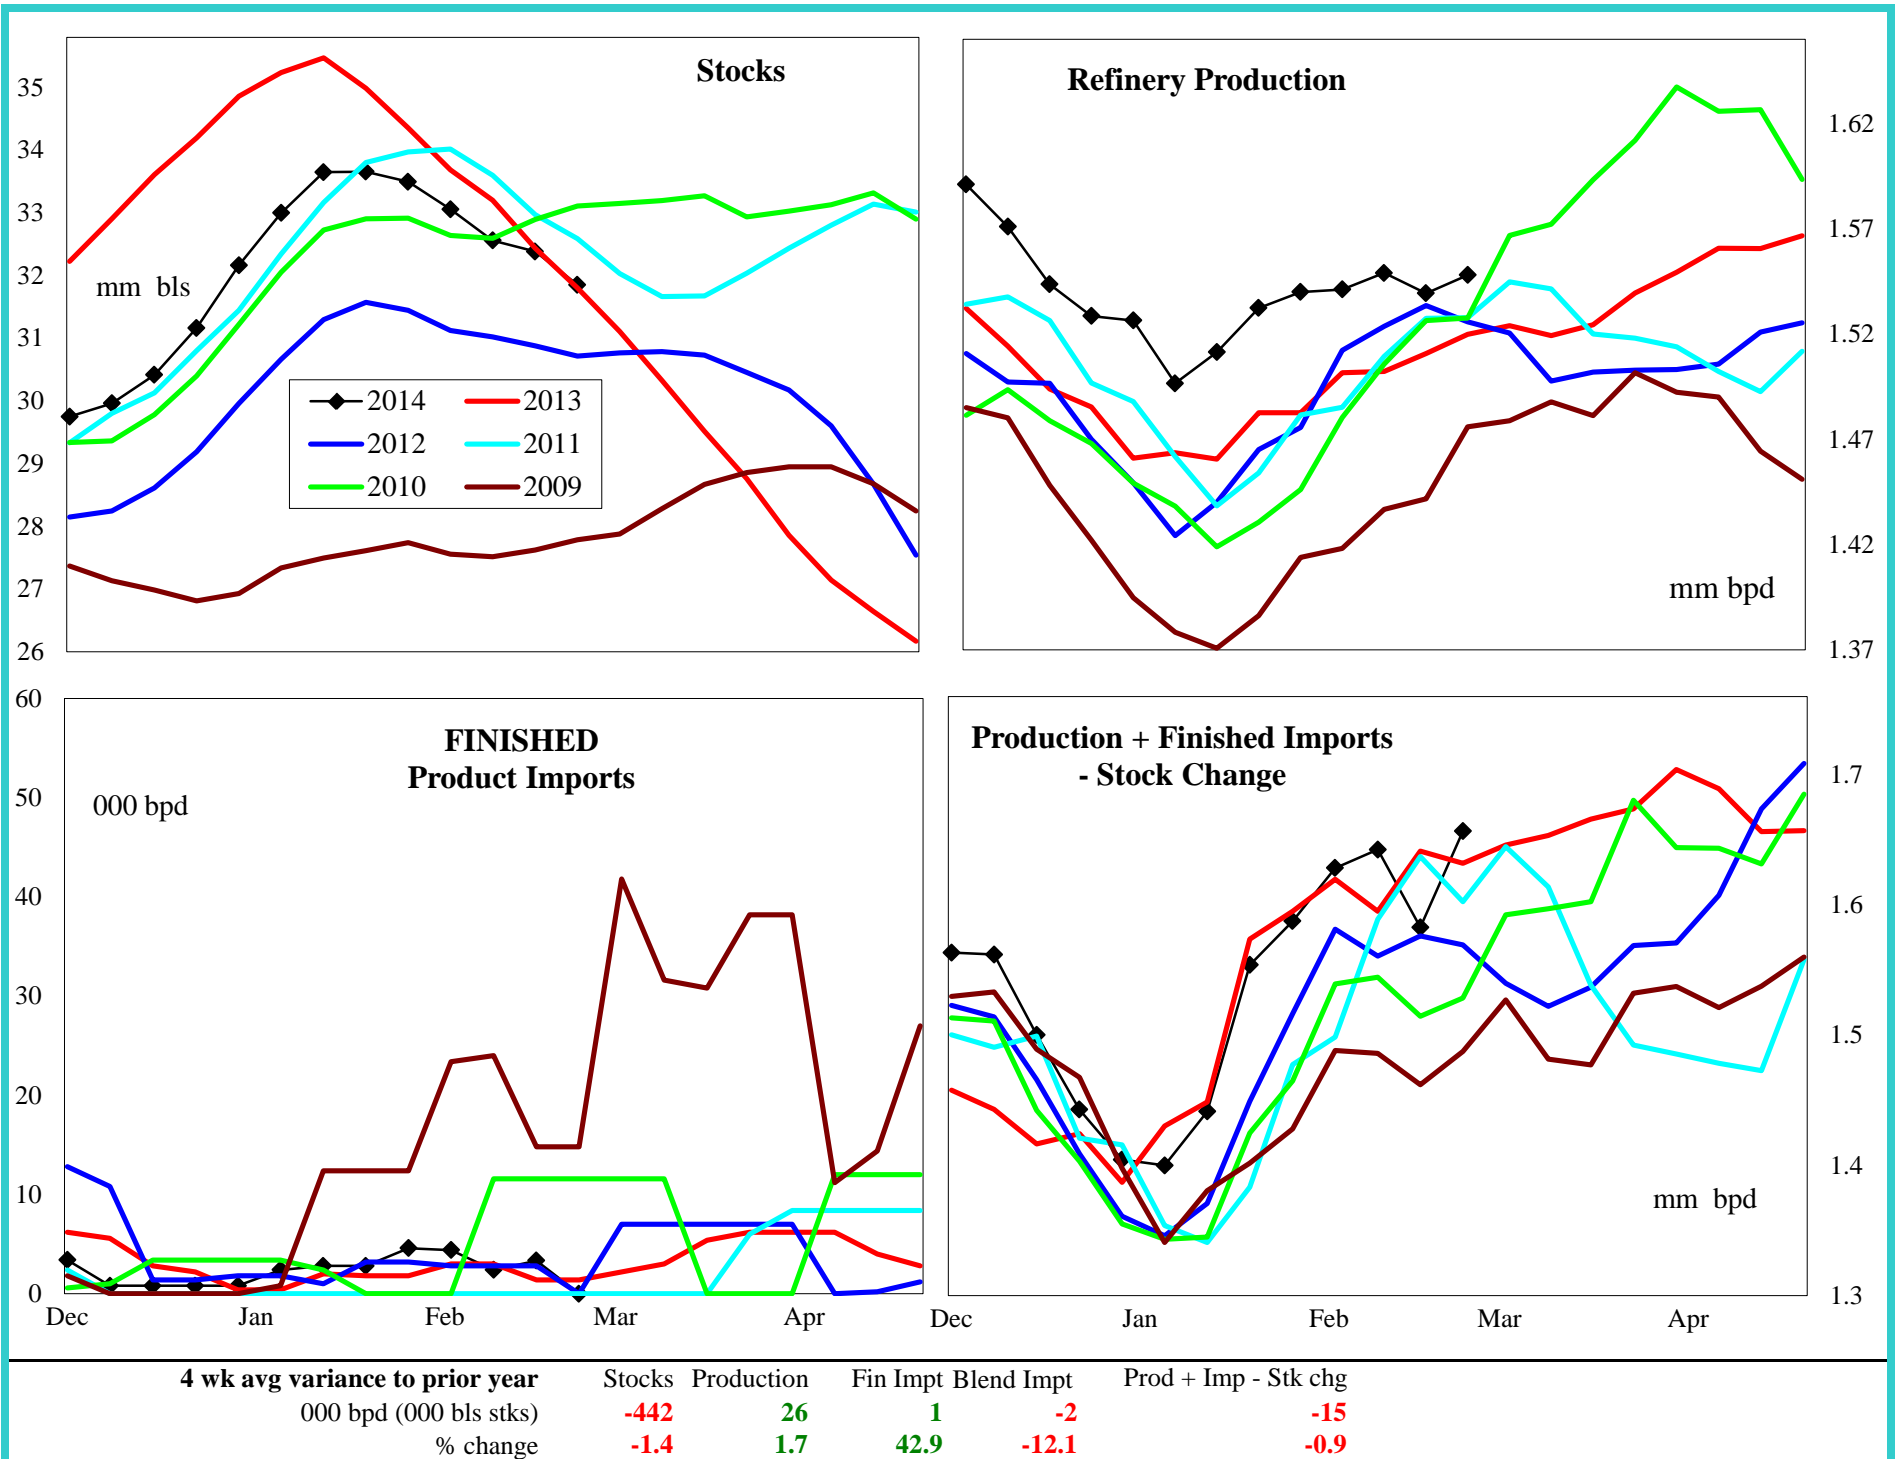 Stocks
35
34
33
32
31
30
29
28
27
26
mm bls
2014 2013
2012 2011
2010 2009
Refinery Production
1.62
1.57
1.52
1.47
1.42
1.37
mm bpd
FINISHED
Product Imports
60
50
40
30
20
10
0
000 bpd
Dec Jan Feb Mar Apr
Production + Finished Imports
- Stock Change
1.7
1.6
1.5
1.4
1.3
mm bpd
Dec Jan Feb Mar Apr
4 wk avg variance to prior year Stocks Production Fin Impt Blend Impt Prod + Imp - Stk chg
000 bpd (000 bls stks) -442 26 1 -2 -15
% change -1.4 1.7 42.9 -12.1 -0.9